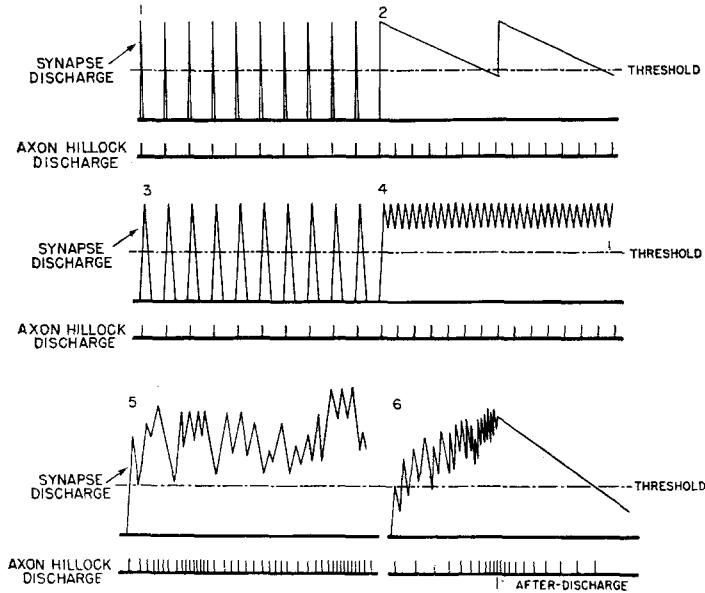 1
2
SYNAPSE
DISCHARGE
THRESHOLD
AXON HILLOCK
DISCHARGE
3
4
SYNAPSE
DISCHARGE
THRESHOLD
AXON HILLOCK
DISCHARGE
5
6
SYNAPSE
DISCHARGE
THRESHOLD
AXON HILLOCK
DISCHARGE
AFTER-DISCHARGE